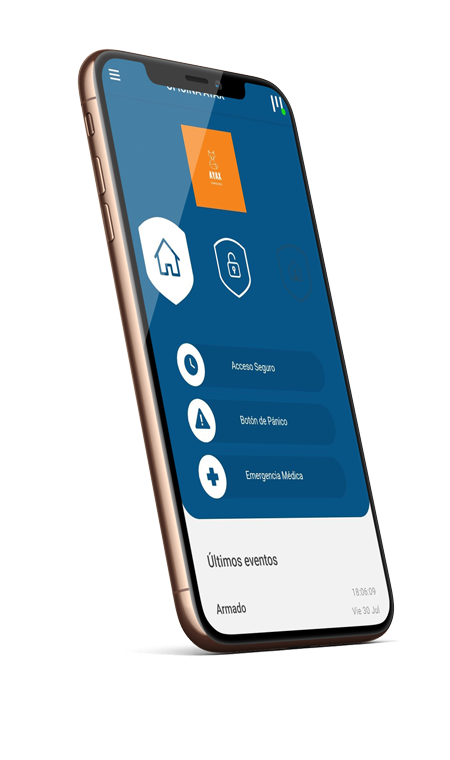 OFICINA AYAX
AYAX
Acceso Seguro
Botón de Pánico
Emergencia Médica
Últimos eventos
Armado
18:06:09
Vie 30 Jul